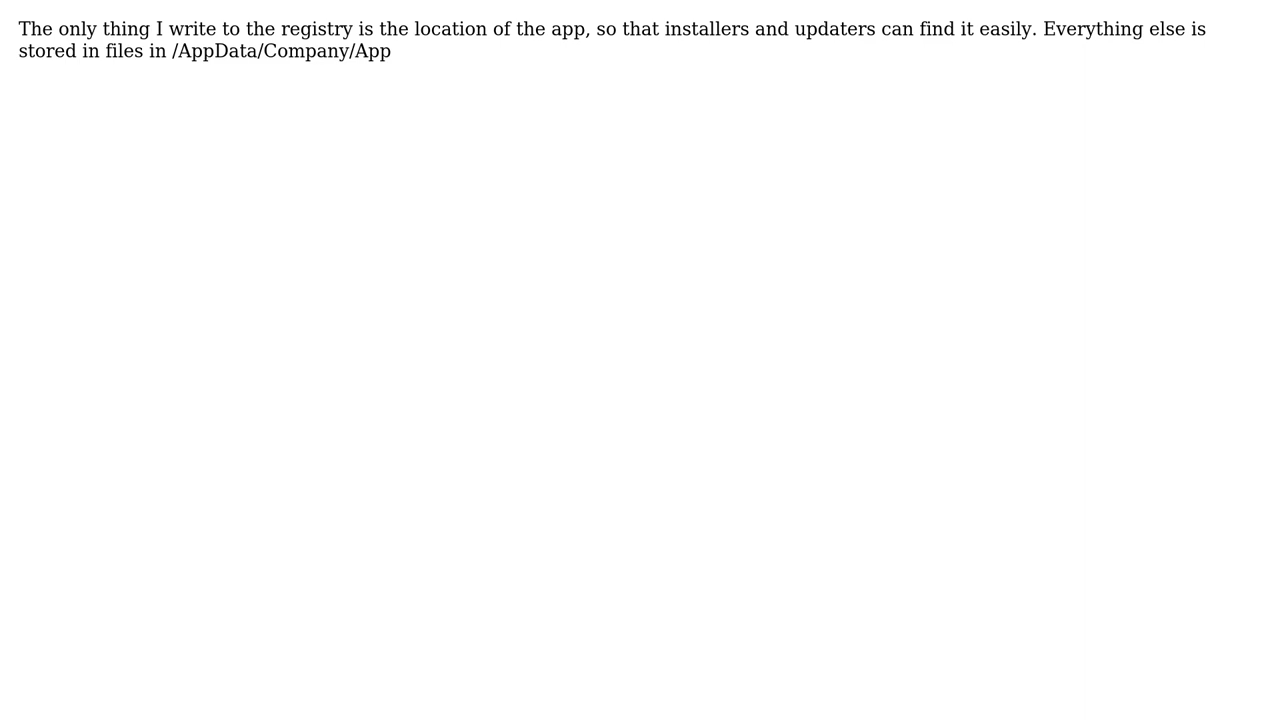 The only thing I write to the registry is the location of the app, so that installers and updaters can find it easily. Everything else is
stored in files in /AppData/Company/App